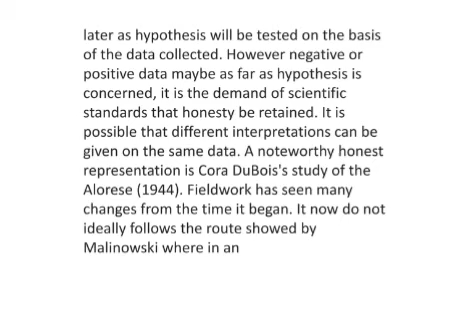 later as hypothesis will be tested on the basis
of the data collected. However negative or
positive data maybe as far as hypothesis is
concerned, it is the demand of scientific
standards that honesty be retained. It is
possible that different interpretations can be
given on the same data. A noteworthy honest
representation is Cora DuBois's study of the
Alorese (1944). Fieldwork has seen many
changes from the time it began. It now do not
ideally follows the route showed by
Malinowski where in an